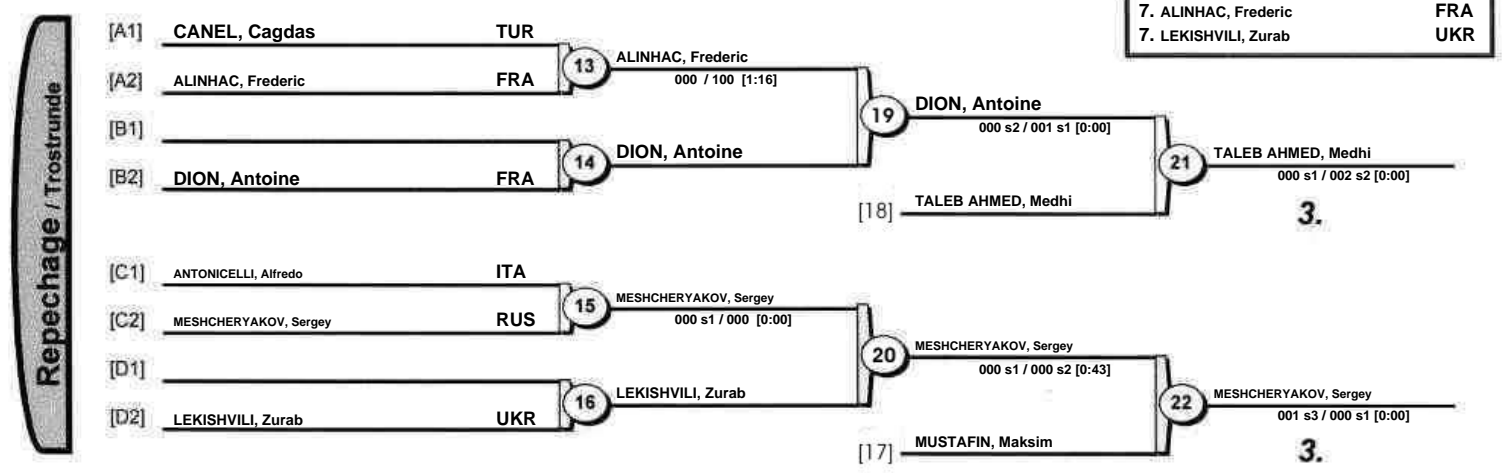 7. ALINHAC, Frederic FRA
7. LEKISHVILI, Zurab UKR
Repechage / Trostrunde
[A1] CANEL, Cagdas TUR
[A2] ALINHAC, Frederic FRA
13 ALINHAC, Frederic
000 / 100 [1:16]
[B1]
[B2] DION, Antoine FRA
14 DION, Antoine
19 DION, Antoine
000 s2 / 001 s1 [0:00]
[18] TALEB AHMED, Medhi
21 TALEB AHMED, Medhi
000 s1 / 002 s2 [0:00]
3.
[C1] ANTONICELLI, Alfredo ITA
[C2] MESHCHERYAKOV, Sergey RUS
15 MESHCHERYAKOV, Sergey
000 s1 / 000 [0:00]
[D1]
[D2] LEKISHVILI, Zurab UKR
16 LEKISHVILI, Zurab
20 MESHCHERYAKOV, Sergey
000 s1 / 000 s2 [0:43]
[17] MUSTAFIN, Maksim
22 MESHCHERYAKOV, Sergey
001 s3 / 000 s1 [0:00]
3.